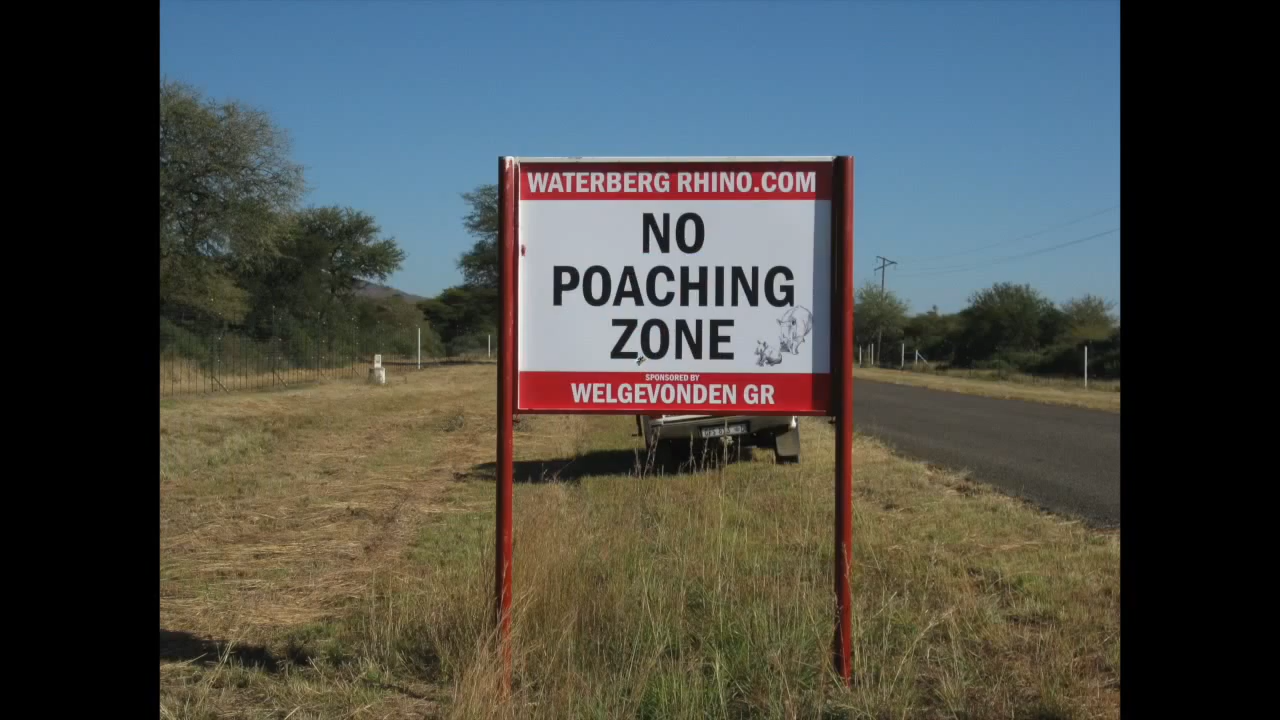 WATERBERG RHINO.COM
NO
POACHING
ZONE
SPONSORED BY
WELGEVONDEN GR